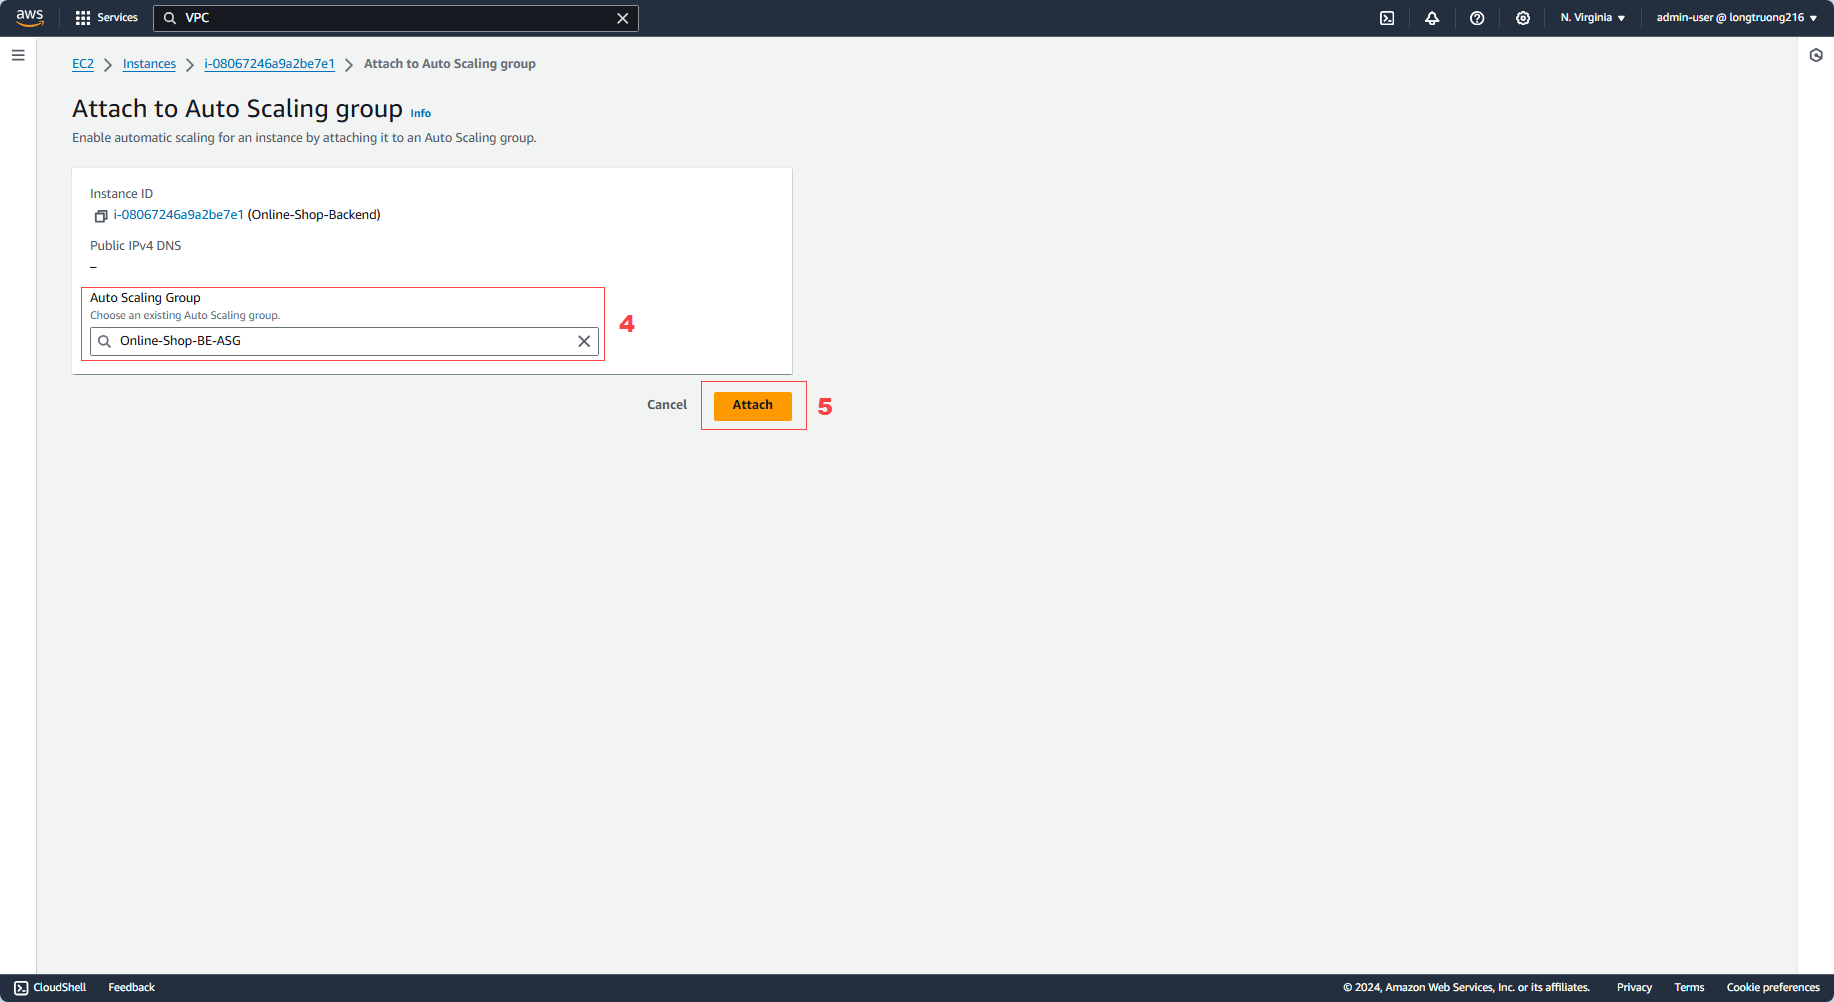 aws Services VPC N. Virginia admin-user @ longtruong216
EC2 Instances i-08067246a9a2be7e1 Attach to Auto Scaling group
Attach to Auto Scaling group Info
Enable automatic scaling for an instance by attaching it to an Auto Scaling group.
Instance ID
i-08067246a9a2be7e1 (Online-Shop-Backend)
Public IPv4 DNS
–
Auto Scaling Group
Choose an existing Auto Scaling group.
4
Online-Shop-BE-ASG
Cancel Attach 5
CloudShell Feedback © 2024, Amazon Web Services, Inc. or its affiliates. Privacy Terms Cookie preferences